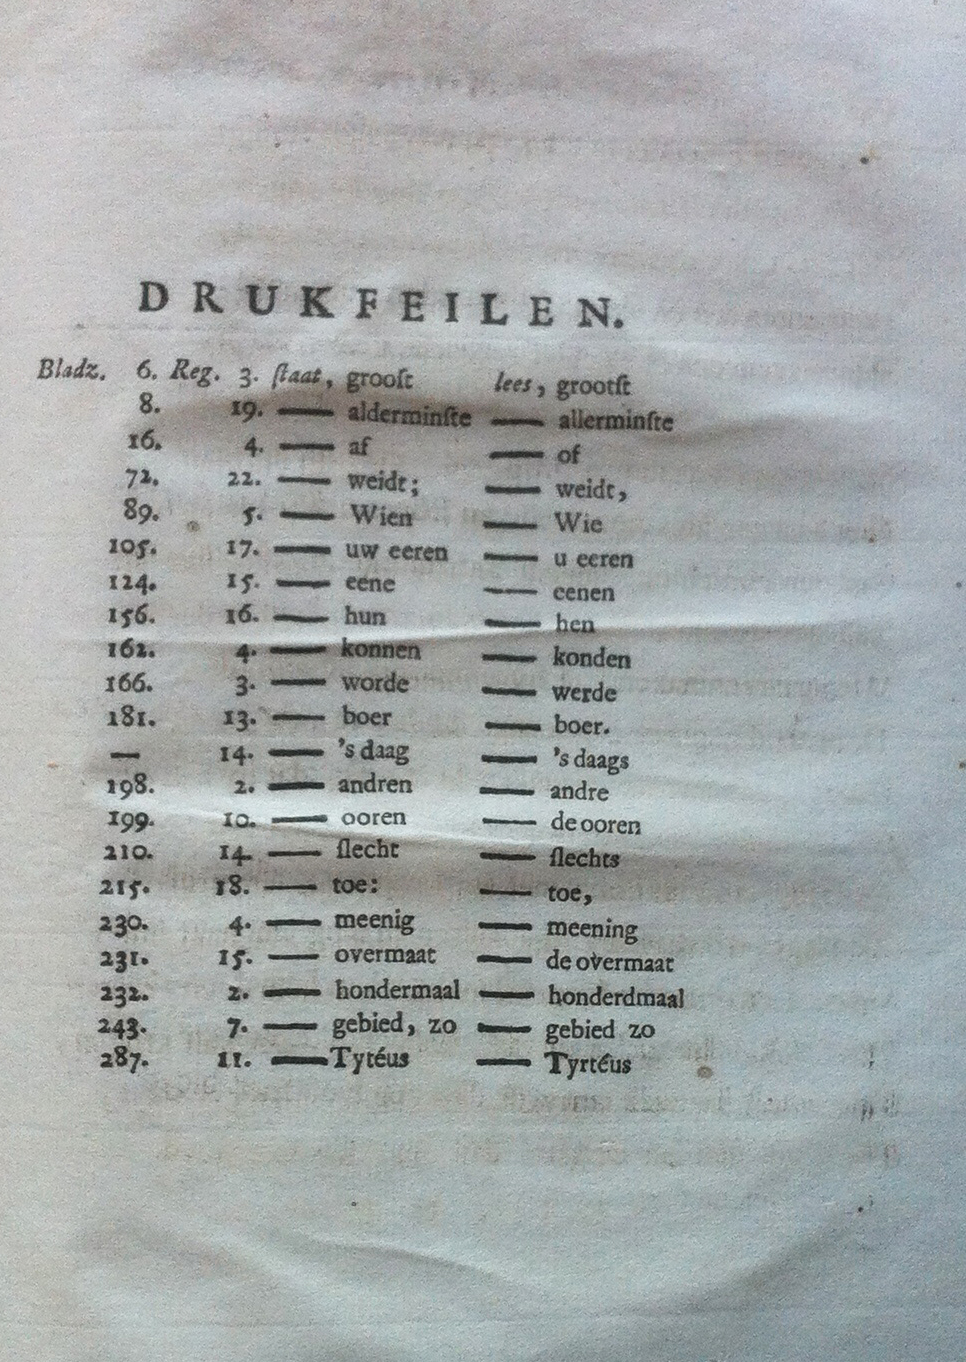 DRUKFEILEN.
Bladz. 6. Reg. 3. ſtaat, grooſt lees, grootſt
8. 19. — alderminſte — allerminſte
16. 4. — af — of
72. 22. — weidt; — weidt,
89. 5. — Wien — Wie
105. 17. — uw eeren — u eeren
124. 15. — eene — eenen
156. 16. — hun — hen
162. 4. — konnen — konden
166. 3. — worde — werde
181. 13. — boer — boer.
— 14. — 's daag — 's daags
198. 2. — andren — andre
199. 10. — ooren — de ooren
210. 14. — ſlecht — ſlechts
215. 18. — toe: — toe,
230. 4. — meenig — meening
231. 15. — overmaat — de overmaat
232. 2. — hondermaal — honderdmaal
243. 7. — gebied, zo — gebied zo
287. 11. — Tytéus — Tyrtéus